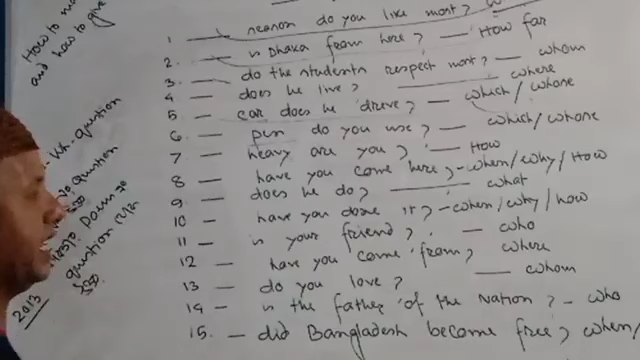 How to
and how to give
1 — season do you like most?
2. — is Dhaka from here? — How far
3 — do the students respect most? — whom
4 — does he live? — where
5 — car does he drive? — which/whose
6 — pen do you use? — which/whose
7 — heavy are you? — How
8 — have you come here? - when/why/How
9 — does he do? — what
10 — have you done it? - when/why/how
11 — is your friend? — who
12 — have you come from? where
13 — do you love? — whom
14 — is the father of the Nation? — who
15. — did Bangladesh become free? when/
Wh-question
question
question
2013